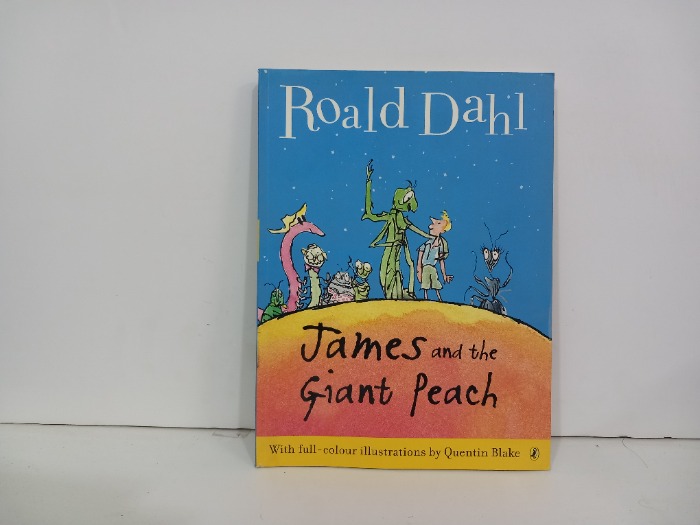 Roald Dahl
James and the
Giant Peach
With full-colour illustrations by Quentin Blake